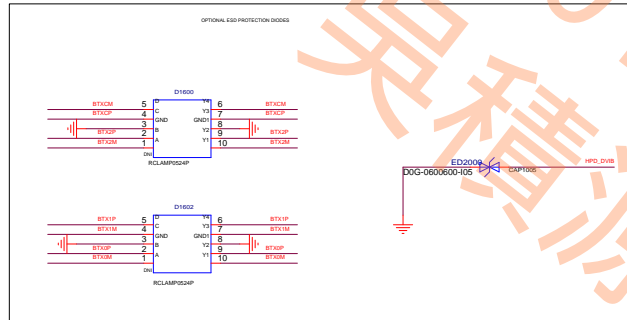 OPTIONAL ESD PROTECTION DIODES
D1600
BTXCM 5 D Y4 6 BTXCM
BTXCP 4 C Y3 7 BTXCP
3 GND GND1 8
BTX2P 2 B Y2 9 BTX2P
BTX2M 1 A Y1 10 BTX2M
DNI
RCLAMP0524P
ED2008
HPD_DVIB
D0G-0600600-I05
CAP1005
D1602
BTX1P 5 D Y4 6 BTX1P
BTX1M 4 C Y3 7 BTX1M
3 GND GND1 8
BTX0P 2 B Y2 9 BTX0P
BTX0M 1 A Y1 10 BTX0M
DNI
RCLAMP0524P